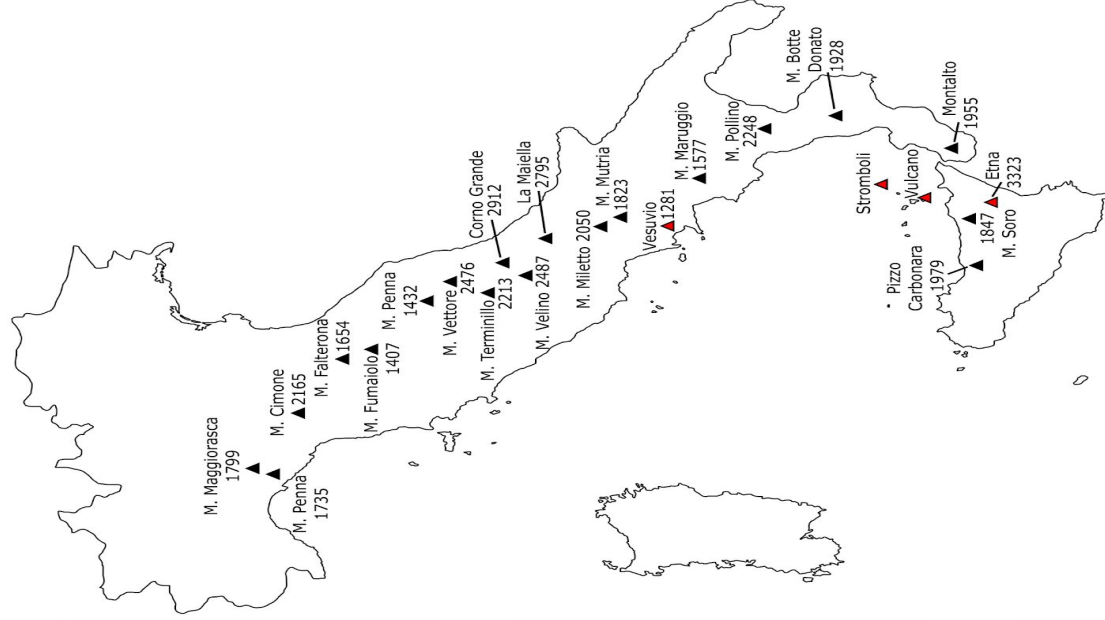 M. Maggiorasca
1799
M. Penna
1735
M. Cimone
2165
M. Falterona
1654
M. Fumaiolo
1407
M. Penna
1432
M. Vettore
2476
M. Terminillo
2213
Corno Grande
2912
M. Velino 2487
La Maiella
2795
M. Miletto 2050
M. Mutria
1823
Vesuvio
1281
M. Maruggio
1577
M. Pollino
2248
M. Botte
Donato
1928
Montalto
1955
Stromboli
Vulcano
Etna
3323
1847
M. Soro
Pizzo
Carbonara
1979